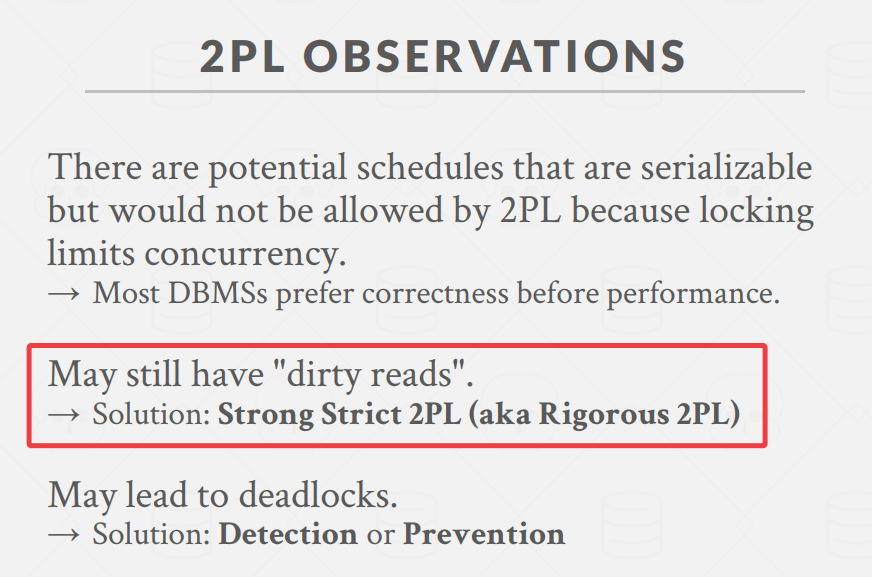 2PL OBSERVATIONS
There are potential schedules that are serializable
but would not be allowed by 2PL because locking
limits concurrency.
→ Most DBMSs prefer correctness before performance.
May still have "dirty reads".
→ Solution: Strong Strict 2PL (aka Rigorous 2PL)
May lead to deadlocks.
→ Solution: Detection or Prevention